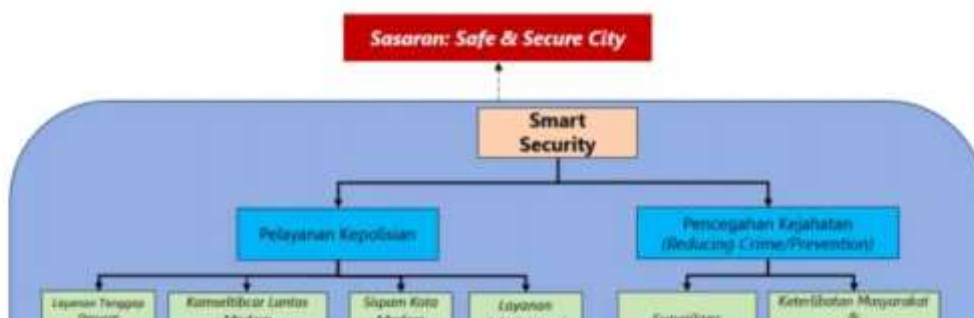 Sasaran: Safe & Secure City
Smart
Security
Pelayanan Kepolisian
Pencegahan Kejahatan
(Reducing Crime/Prevention)
Layanan Tanggap
Kamseltibcar Lantas
Sispam Kota
Layanan
Keterlibatan Masyarakat
&